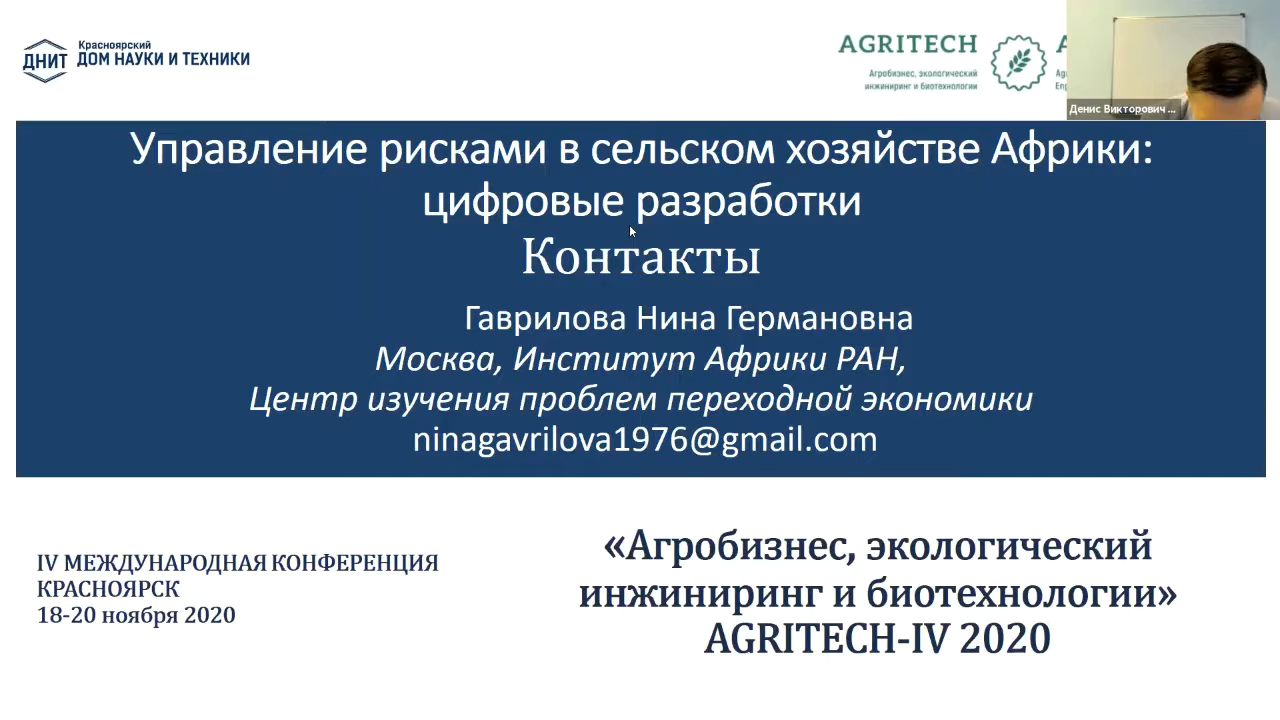 Красноярский
ДНИТ ДОМ НАУКИ И ТЕХНИКИ
AGRITECH
Агробизнес, экологический
инжиниринг и биотехнологии
Денис Викторович ...
Управление рисками в сельском хозяйстве Африки:
цифровые разработки
Контакты
Гаврилова Нина Германовна
Москва, Институт Африки РАН,
Центр изучения проблем переходной экономики
ninagavrilova1976@gmail.com
IV МЕЖДУНАРОДНАЯ КОНФЕРЕНЦИЯ
КРАСНОЯРСК
18-20 ноября 2020
«Агробизнес, экологический
инжиниринг и биотехнологии»
AGRITECH-IV 2020